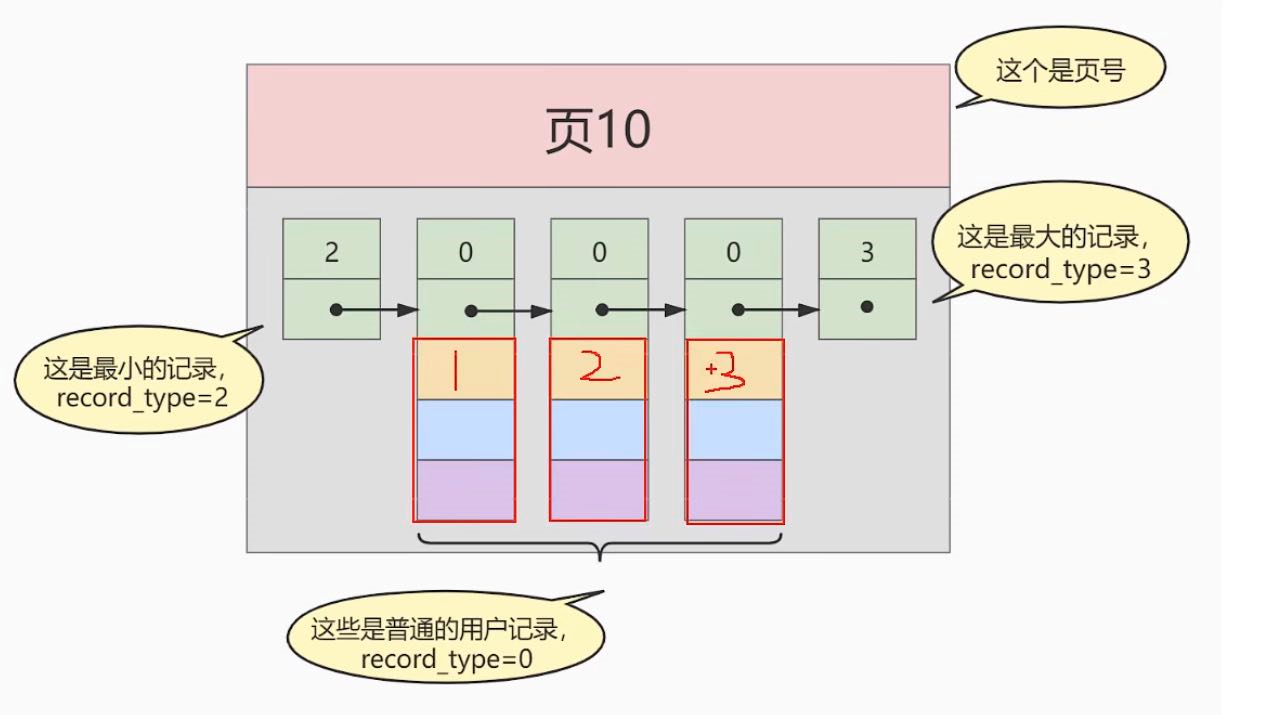 这个是页号
页10
2
0
0
0
3
这是最大的记录，
record_type=3
这是最小的记录，
record_type=2
1
2
+3
这些是普通的用户记录，
record_type=0